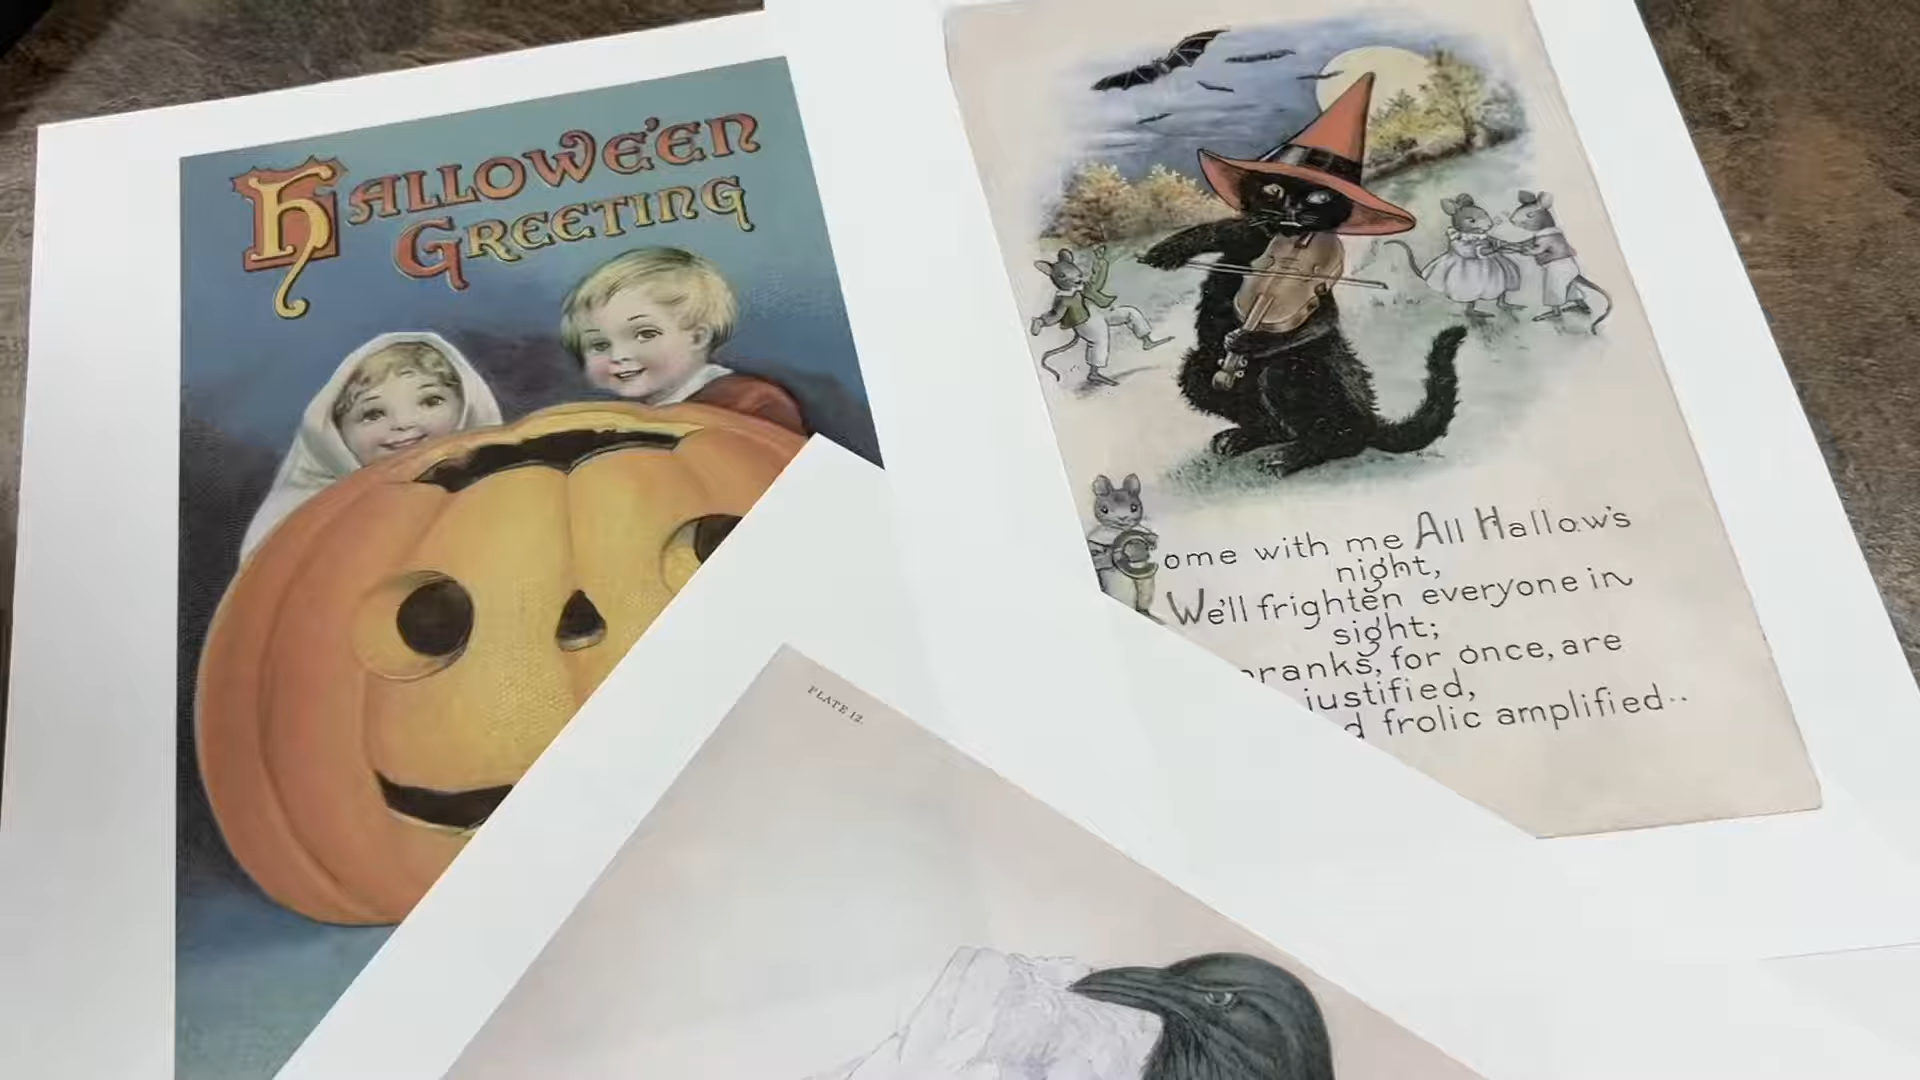 HALLOWE'EN
GREETING
Come with me All Hallow's
night,
We'll frighten everyone in
sight;
pranks, for once, are
justified,
frolic amplified..
PLATE 12.